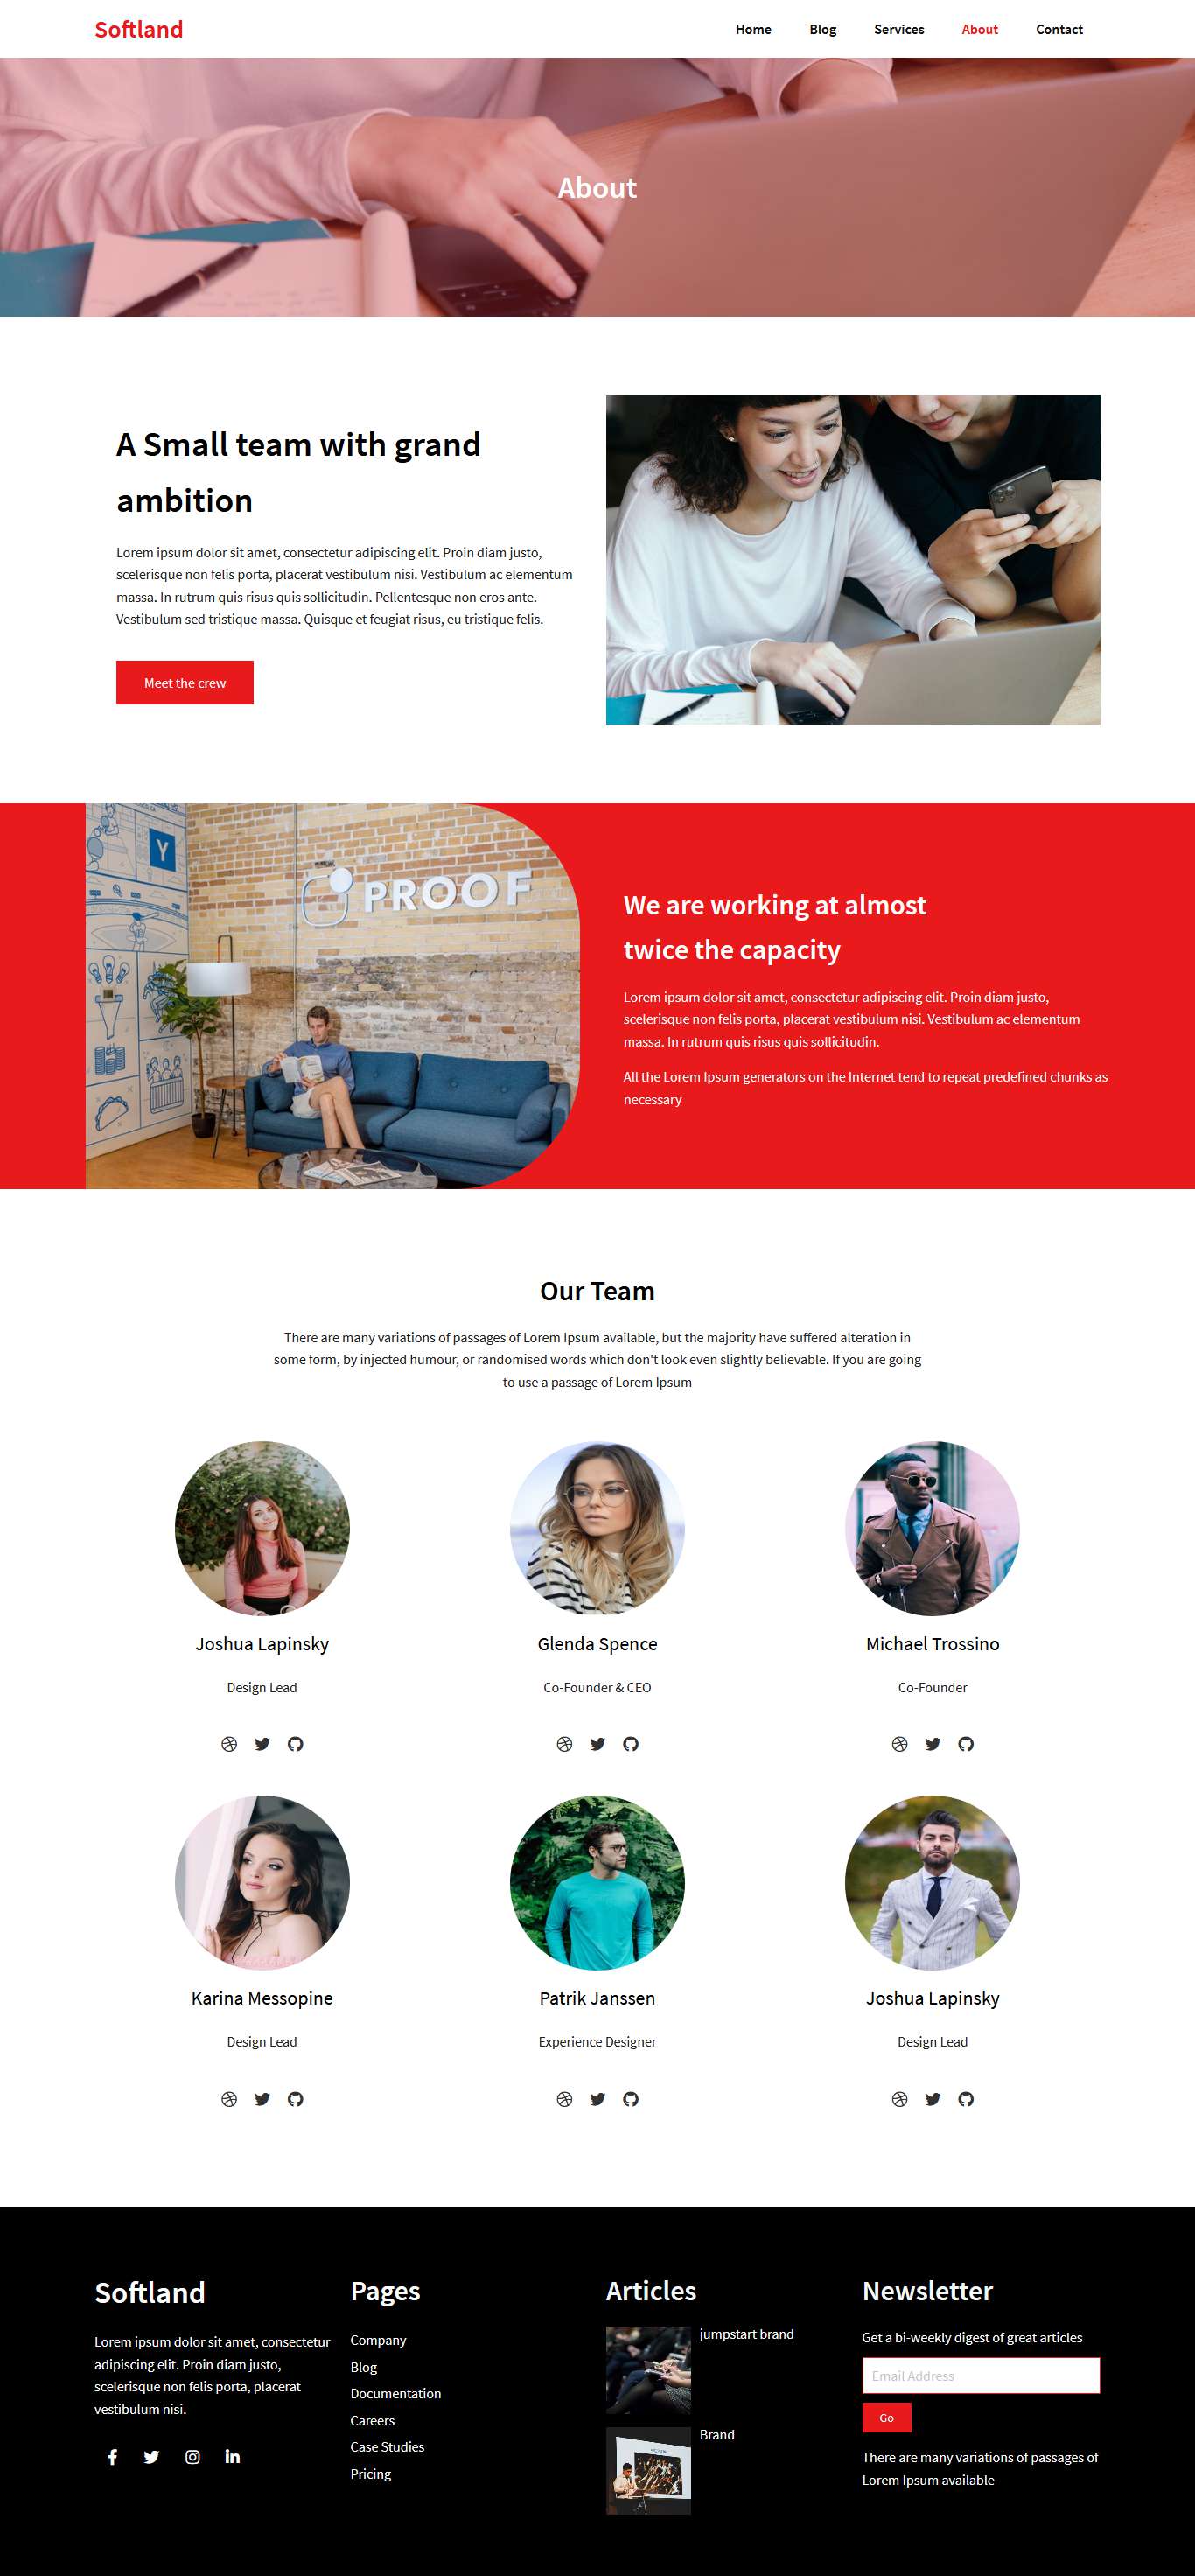 Softland
Home Blog Services About Contact
About
A Small team with grand
ambition
Lorem ipsum dolor sit amet, consectetur adipiscing elit. Proin diam justo,
scelerisque non felis porta, placerat vestibulum nisi. Vestibulum ac elementum
massa. In rutrum quis risus quis sollicitudin. Pellentesque non eros ante.
Vestibulum sed tristique massa. Quisque et feugiat risus, eu tristique felis.
Meet the crew
Y
PROOF
We are working at almost
twice the capacity
Lorem ipsum dolor sit amet, consectetur adipiscing elit. Proin diam justo,
scelerisque non felis porta, placerat vestibulum nisi. Vestibulum ac elementum
massa. In rutrum quis risus quis sollicitudin.
All the Lorem Ipsum generators on the Internet tend to repeat predefined chunks as
necessary
Our Team
There are many variations of passages of Lorem Ipsum available, but the majority have suffered alteration in
some form, by injected humour, or randomised words which don't look even slightly believable. If you are going
to use a passage of Lorem Ipsum
Joshua Lapinsky
Design Lead
Glenda Spence
Co-Founder & CEO
Michael Trossino
Co-Founder
Karina Messopine
Design Lead
Patrik Janssen
Experience Designer
Joshua Lapinsky
Design Lead
Softland
Lorem ipsum dolor sit amet, consectetur
adipiscing elit. Proin diam justo,
scelerisque non felis porta, placerat
vestibulum nisi.
Pages
Company
Blog
Documentation
Careers
Case Studies
Pricing
Articles
jumpstart brand
Brand
Newsletter
Get a bi-weekly digest of great articles
Email Address
Go
There are many variations of passages of
Lorem Ipsum available